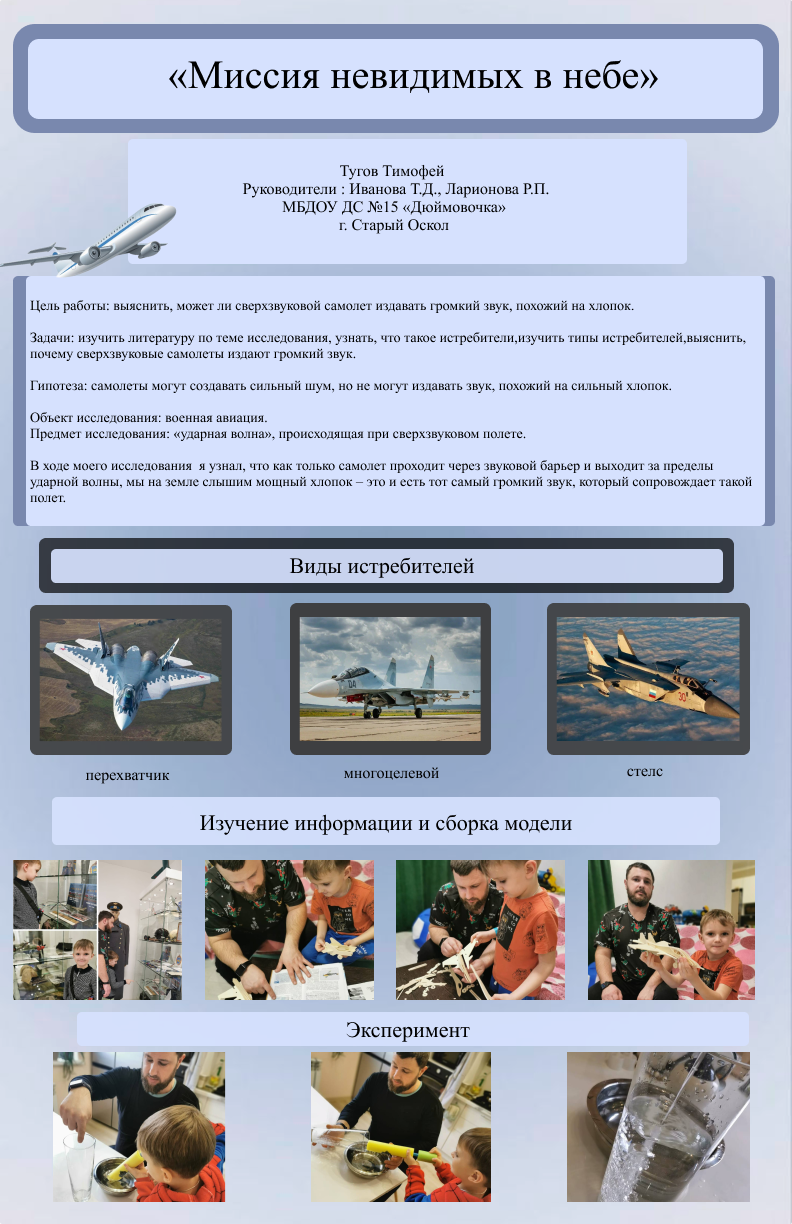 «Миссия невидимых в небе»
Тугов Тимофей
Руководители : Иванова Т.Д., Ларионова Р.П.
МБДОУ ДС №15 «Дюймовочка»
г. Старый Оскол
Цель работы: выяснить, может ли сверхзвуковой самолет издавать громкий звук, похожий на хлопок.
Задачи: изучить литературу по теме исследования, узнать, что такое истребители,изучить типы истребителей,выяснить,
почему сверхзвуковые самолеты издают громкий звук.
Гипотеза: самолеты могут создавать сильный шум, но не могут издавать звук, похожий на сильный хлопок.
Объект исследования: военная авиация.
Предмет исследования: «ударная волна», происходящая при сверхзвуковом полете.
В ходе моего исследования  я узнал, что как только самолет проходит через звуковой барьер и выходит за пределы
ударной волны, мы на земле слышим мощный хлопок – это и есть тот самый громкий звук, который сопровождает такой
полет.
Виды истребителей
перехватчик
многоцелевой
стелс
Изучение информации и сборка модели
Эксперимент